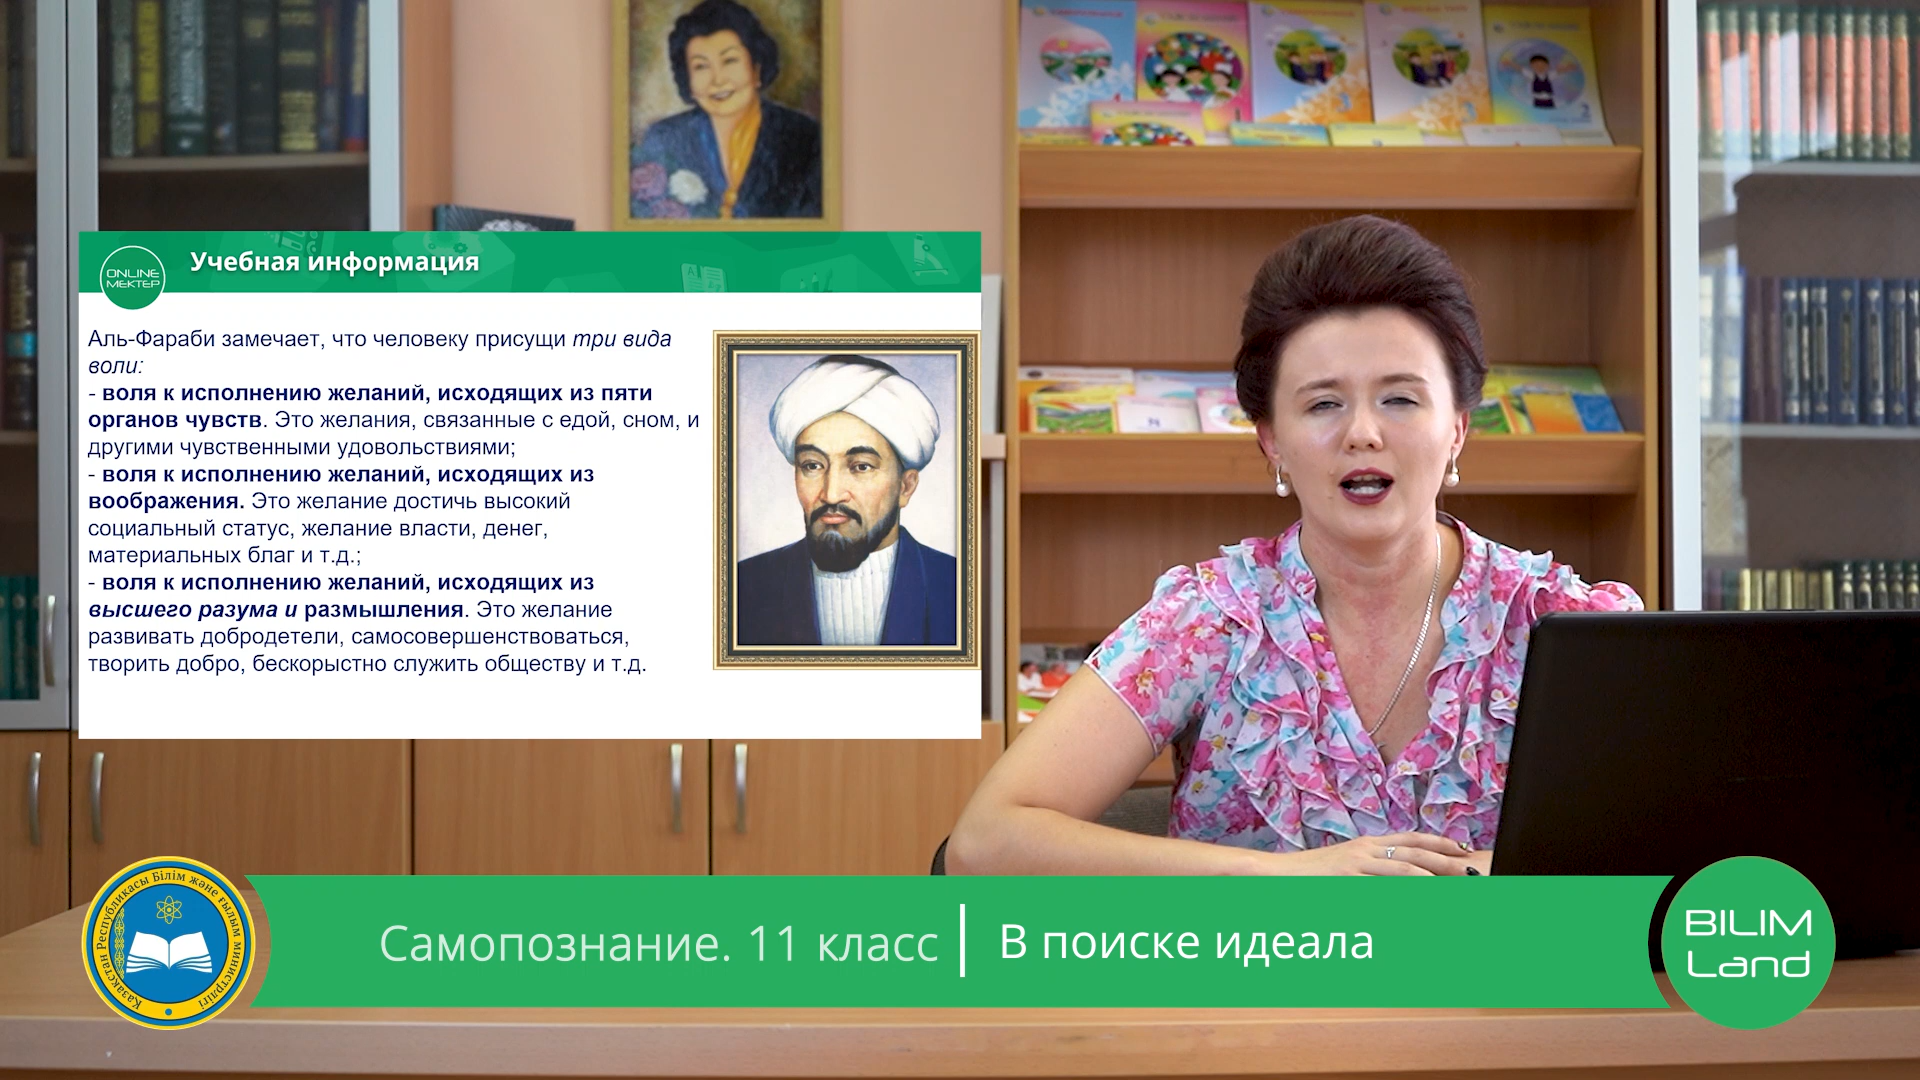 ONLINE
MEKTEP
Учебная информация
Аль-Фараби замечает, что человеку присущи три вида
воли:
- воля к исполнению желаний, исходящих из пяти
органов чувств. Это желания, связанные с едой, сном, и
другими чувственными удовольствиями;
- воля к исполнению желаний, исходящих из
воображения. Это желание достичь высокий
социальный статус, желание власти, денег,
материальных благ и т.д.;
- воля к исполнению желаний, исходящих из
высшего разума и размышления. Это желание
развивать добродетели, самосовершенствоваться,
творить добро, бескорыстно служить обществу и т.д.
Қазақстан Республикасы Білім және ғылым министрлігі
Самопознание. 11 класс
В поиске идеала
BILIM
Land